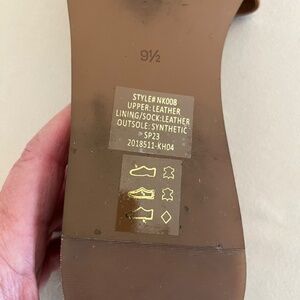 9½
STYLE# NK008
UPPER: LEATHER
LINING/SOCK:LEATHER
OUTSOLE: SYNTHETIC
SP23
2018511-KH04